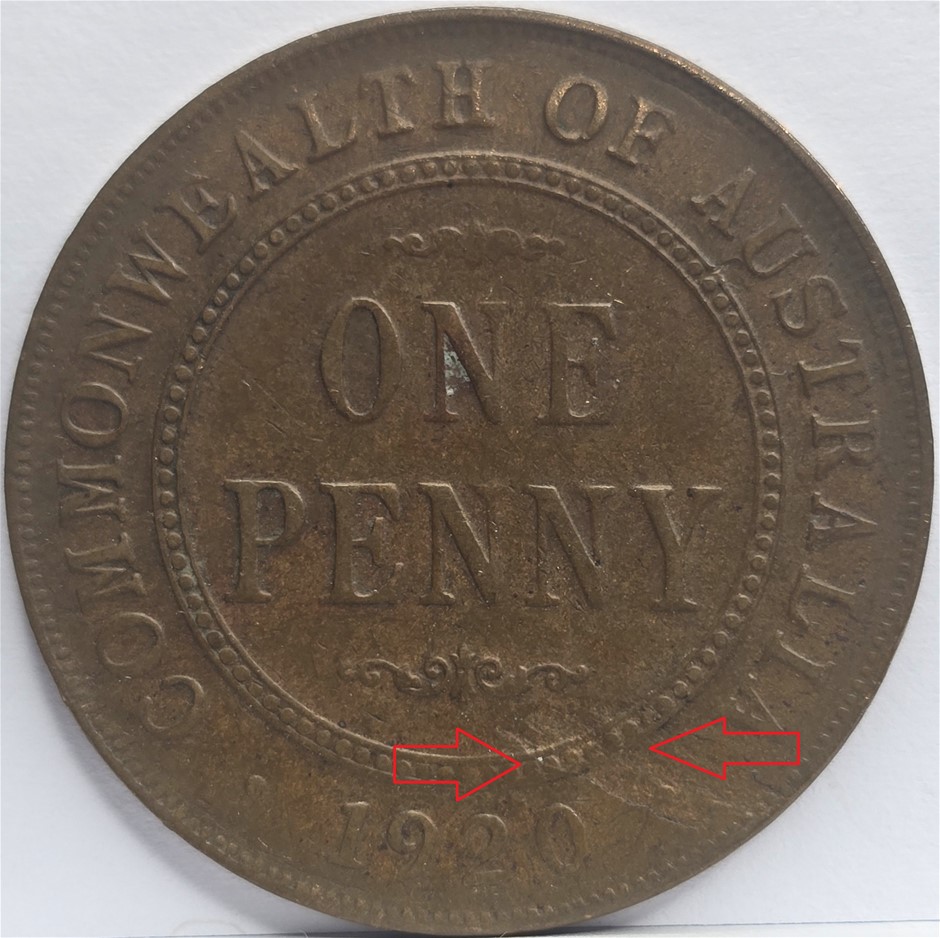 COMMONWEALTH OF AUSTRALIA
ONE
PENNY
1920